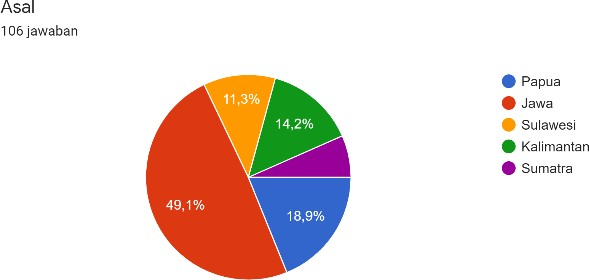 Asal
106 jawaban
11,3%
14,2%
49,1%
18,9%
Papua
Jawa
Sulawesi
Kalimantan
Sumatra